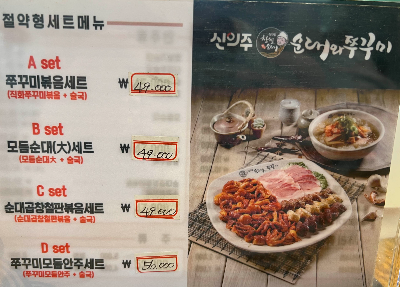 절약형세트메뉴
A set
쭈꾸미볶음세트
(직화쭈꾸미볶음 + 술국)
₩ 49.000
B set
모듬순대(大)세트
(모듬순대大 + 술국)
₩ 49.000
C set
순대곱창철판볶음세트
(순대곱창철판볶음 + 술국)
₩ 49.000
D set
쭈꾸미모듬안주세트
(쭈꾸미모듬안주 + 술국)
₩ 50.000
신의주
순대와쭈꾸미